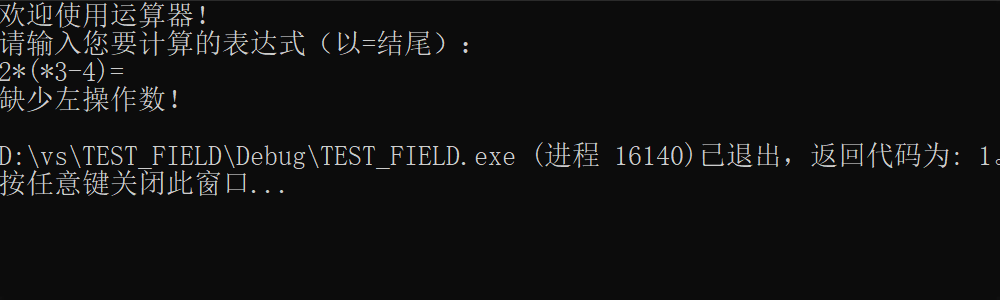 欢迎使用运算器！
请输入您要计算的表达式（以=结尾）：
2*(*3-4)=
缺少左操作数！
D:\vs\TEST_FIELD\Debug\TEST_FIELD.exe (进程 16140)已退出，返回代码为: 1。
按任意键关闭此窗口...